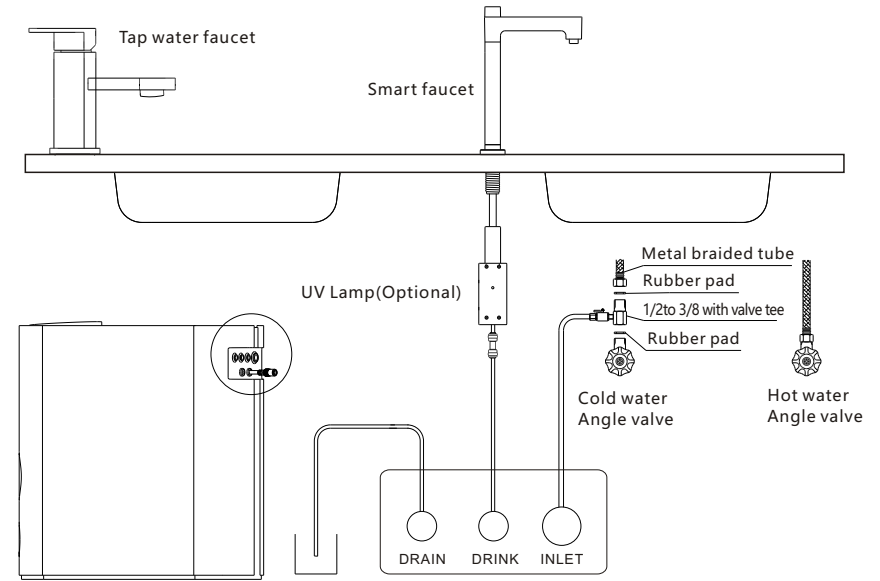 Tap water faucet
Smart faucet
Metal braided tube
Rubber pad
UV Lamp(Optional)
1/2to 3/8 with valve tee
Rubber pad
Cold water
Angle valve
Hot water
Angle valve
DRAIN
DRINK
INLET